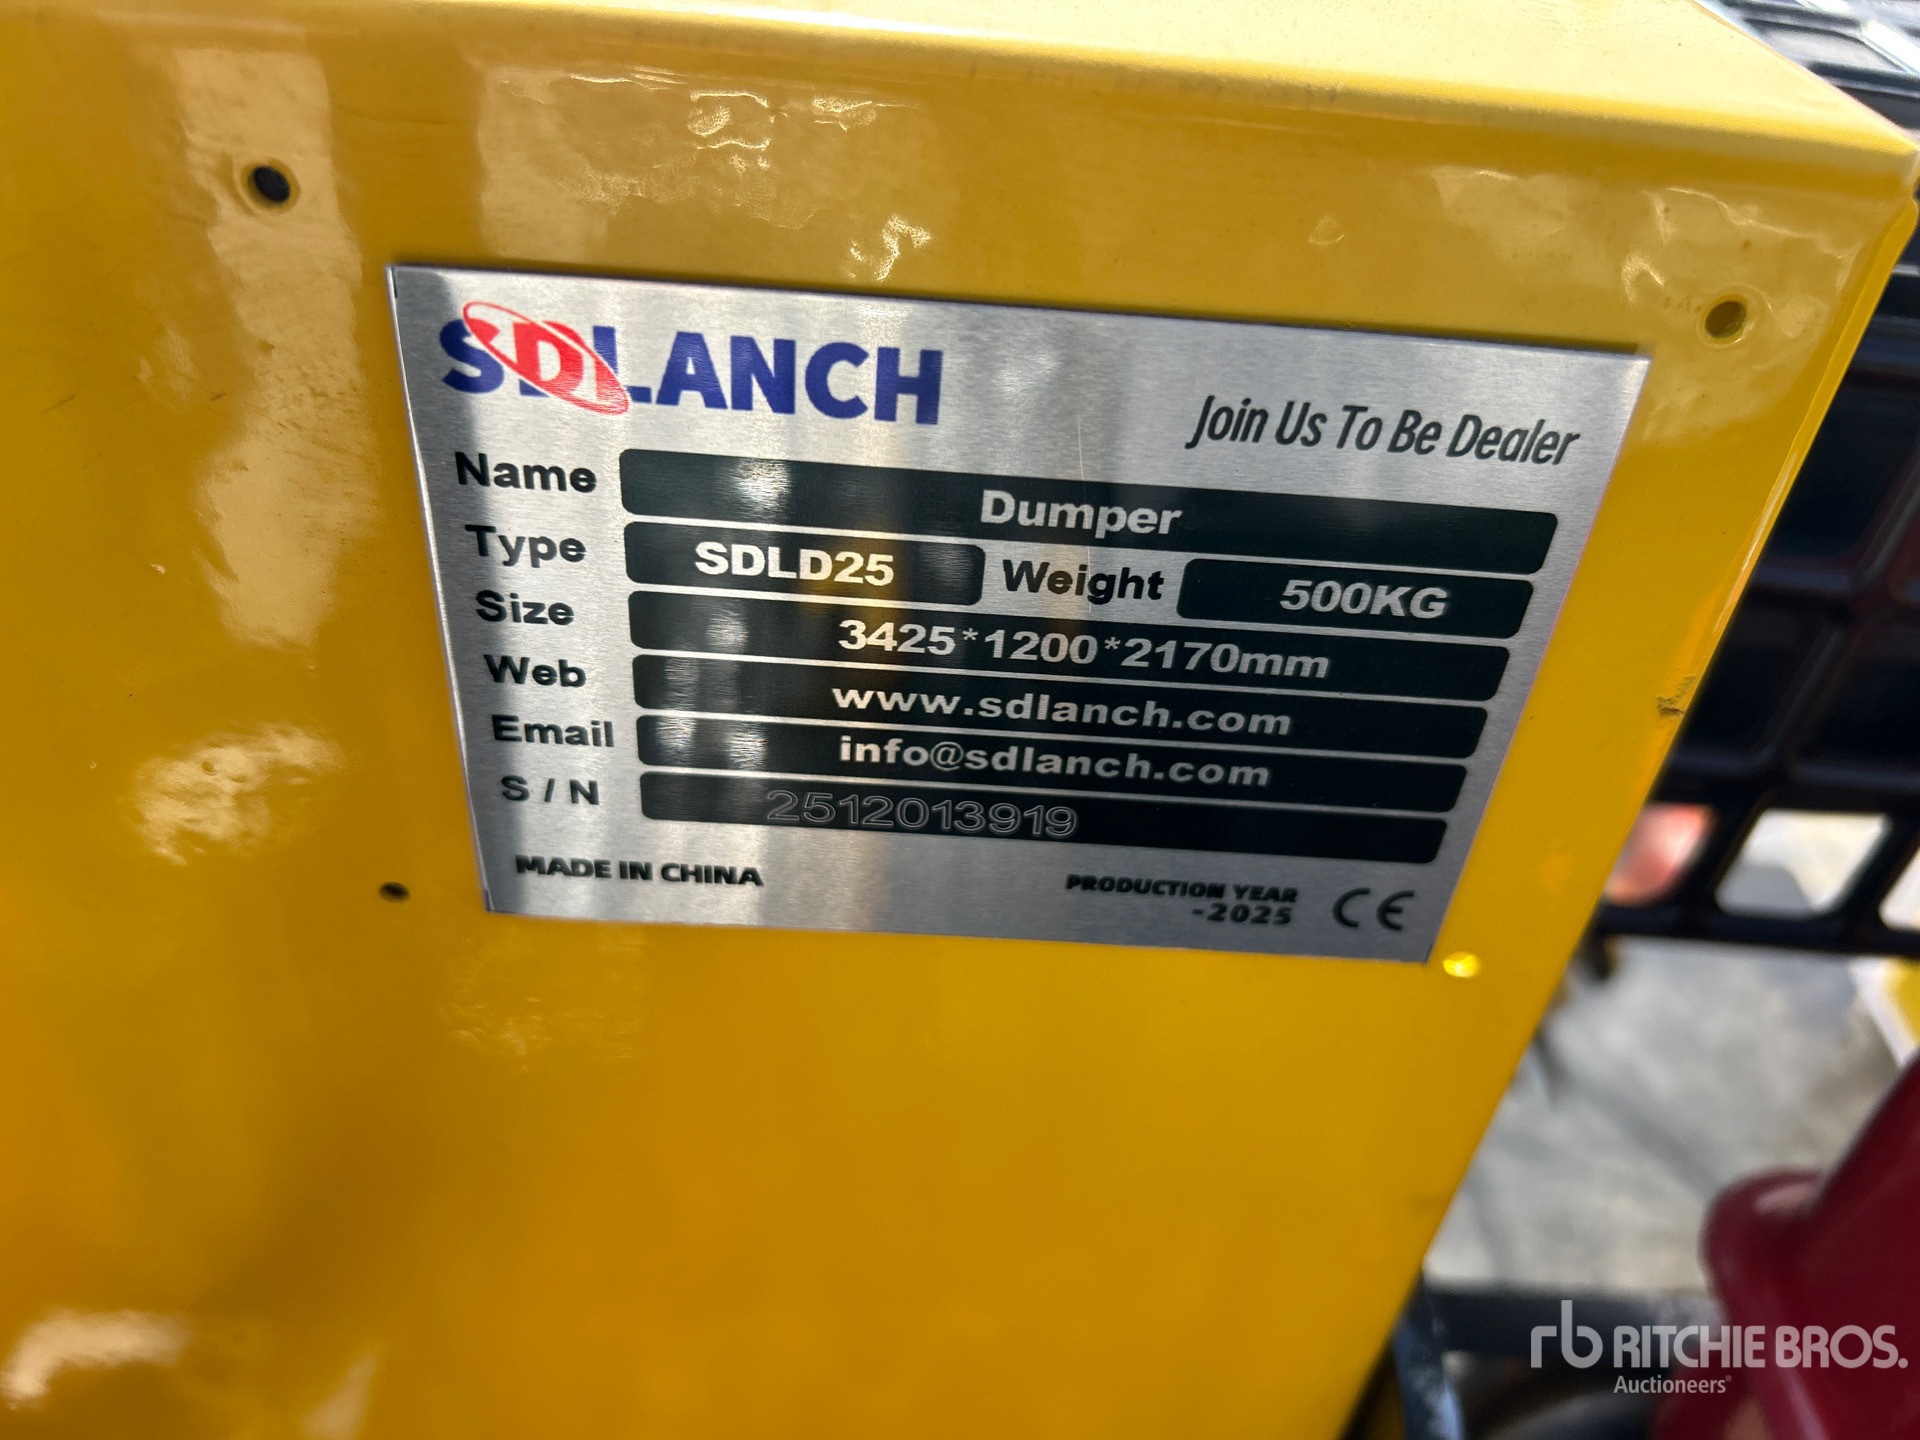 SDLANCH
Join Us To Be Dealer
Name Dumper
Type SDLD25 Weight 500KG
Size 3425*1200*2170mm
Web www.sdlanch.com
Email info@sdlanch.com
S / N 2512013919
MADE IN CHINA
PRODUCTION YEAR
-2025
CE
rb RITCHIE BROS.
Auctioneers®